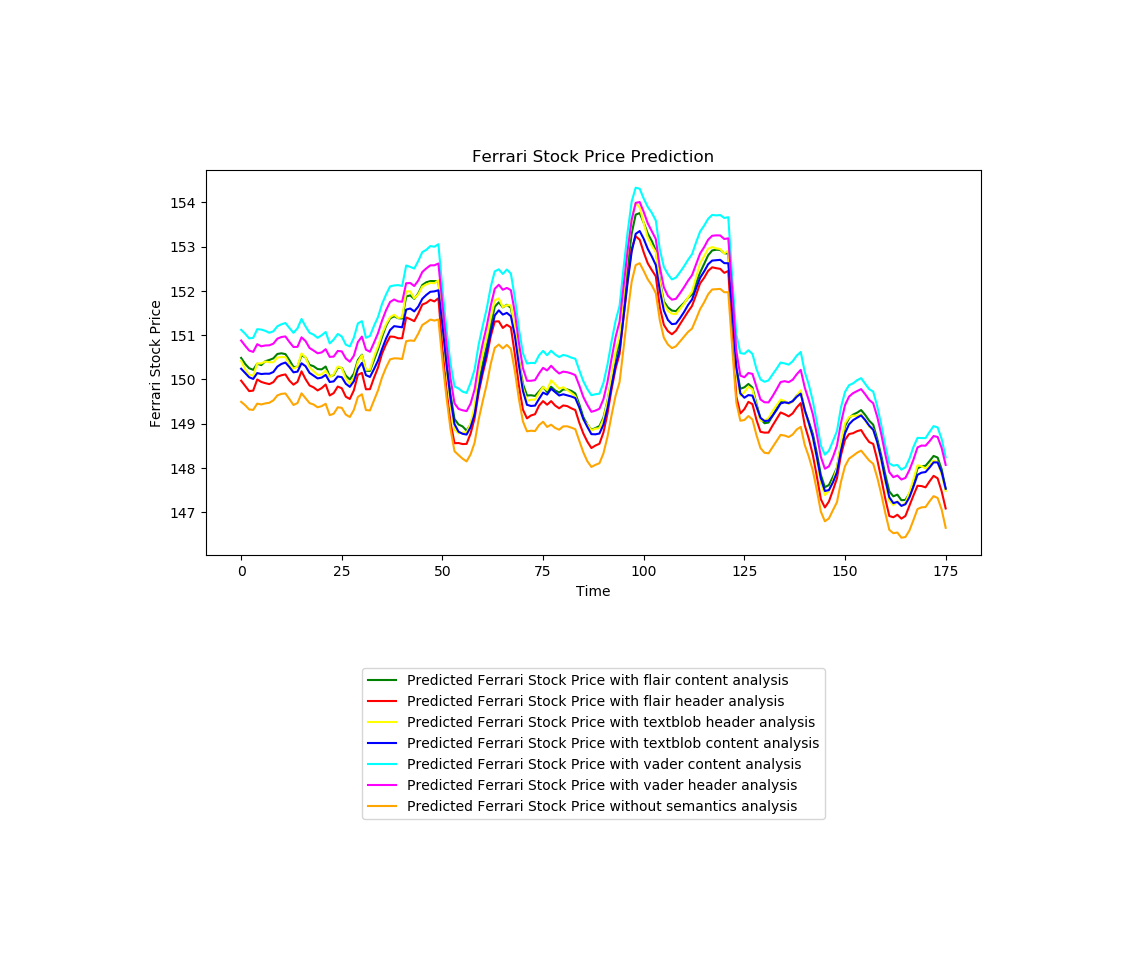 Ferrari Stock Price Prediction
154
153
152
151
150
149
148
147
Ferrari Stock Price
0 25 50 75 100 125 150 175
Time
Predicted Ferrari Stock Price with flair content analysis
Predicted Ferrari Stock Price with flair header analysis
Predicted Ferrari Stock Price with textblob header analysis
Predicted Ferrari Stock Price with textblob content analysis
Predicted Ferrari Stock Price with vader content analysis
Predicted Ferrari Stock Price with vader header analysis
Predicted Ferrari Stock Price without semantics analysis